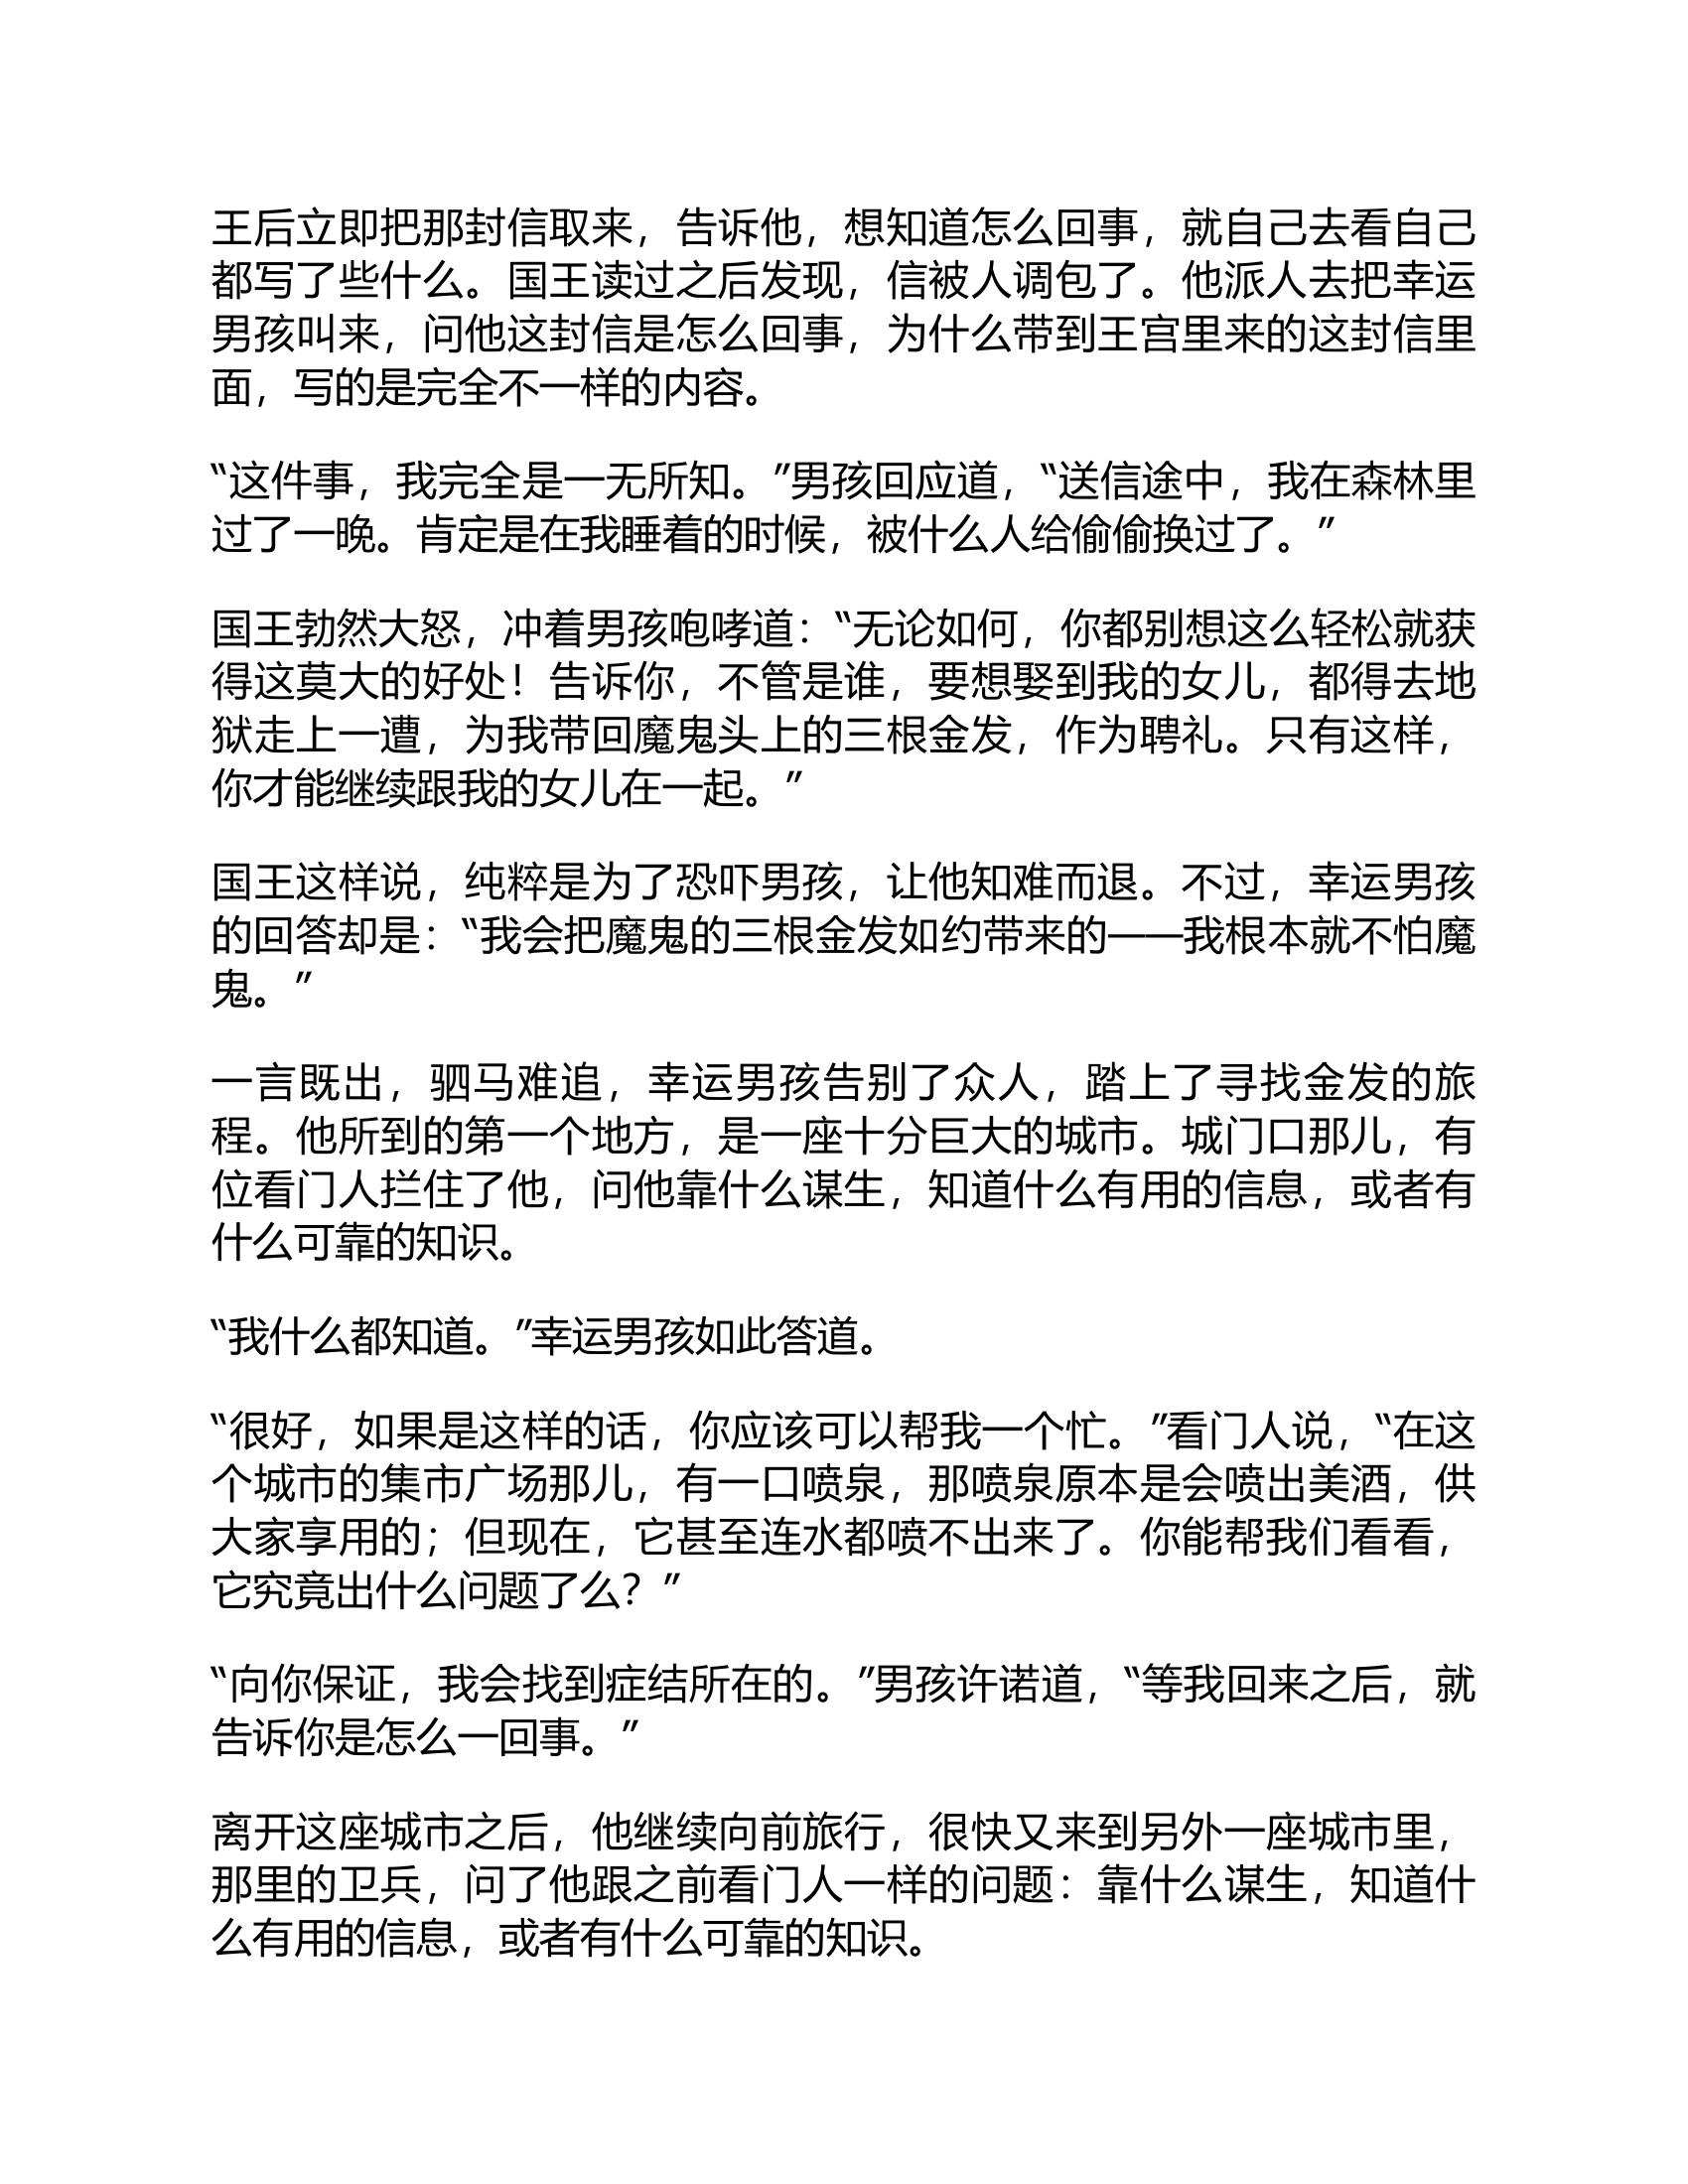 王后立即把那封信取来，告诉他，想知道怎么回事，就自己去看自己
都写了些什么。国王读过之后发现，信被人调包了。他派人去把幸运
男孩叫来，问他这封信是怎么回事，为什么带到王宫里来的这封信里
面，写的是完全不一样的内容。
“这件事，我完全是一无所知。”男孩回应道，“送信途中，我在森林里
过了一晚。肯定是在我睡着的时候，被什么人给偷偷换过了。”
国王勃然大怒，冲着男孩咆哮道：“无论如何，你都别想这么轻松就获
得这莫大的好处！告诉你，不管是谁，要想娶到我的女儿，都得去地
狱走上一遭，为我带回魔鬼头上的三根金发，作为聘礼。只有这样，
你才能继续跟我的女儿在一起。”
国王这样说，纯粹是为了恐吓男孩，让他知难而退。不过，幸运男孩
的回答却是：“我会把魔鬼的三根金发如约带来的——我根本就不怕魔
鬼。”
一言既出，驷马难追，幸运男孩告别了众人，踏上了寻找金发的旅
程。他所到的第一个地方，是一座十分巨大的城市。城门口那儿，有
位看门人拦住了他，问他靠什么谋生，知道什么有用的信息，或者有
什么可靠的知识。
“我什么都知道。”幸运男孩如此答道。
“很好，如果是这样的话，你应该可以帮我一个忙。”看门人说，“在这
个城市的集市广场那儿，有一口喷泉，那喷泉原本是会喷出美酒，供
大家享用的；但现在，它甚至连水都喷不出来了。你能帮我们看看，
它究竟出什么问题了么？”
“向你保证，我会找到症结所在的。”男孩许诺道，“等我回来之后，就
告诉你是怎么一回事。”
离开这座城市之后，他继续向前旅行，很快又来到另外一座城市里，
那里的卫兵，问了他跟之前看门人一样的问题：靠什么谋生，知道什
么有用的信息，或者有什么可靠的知识。